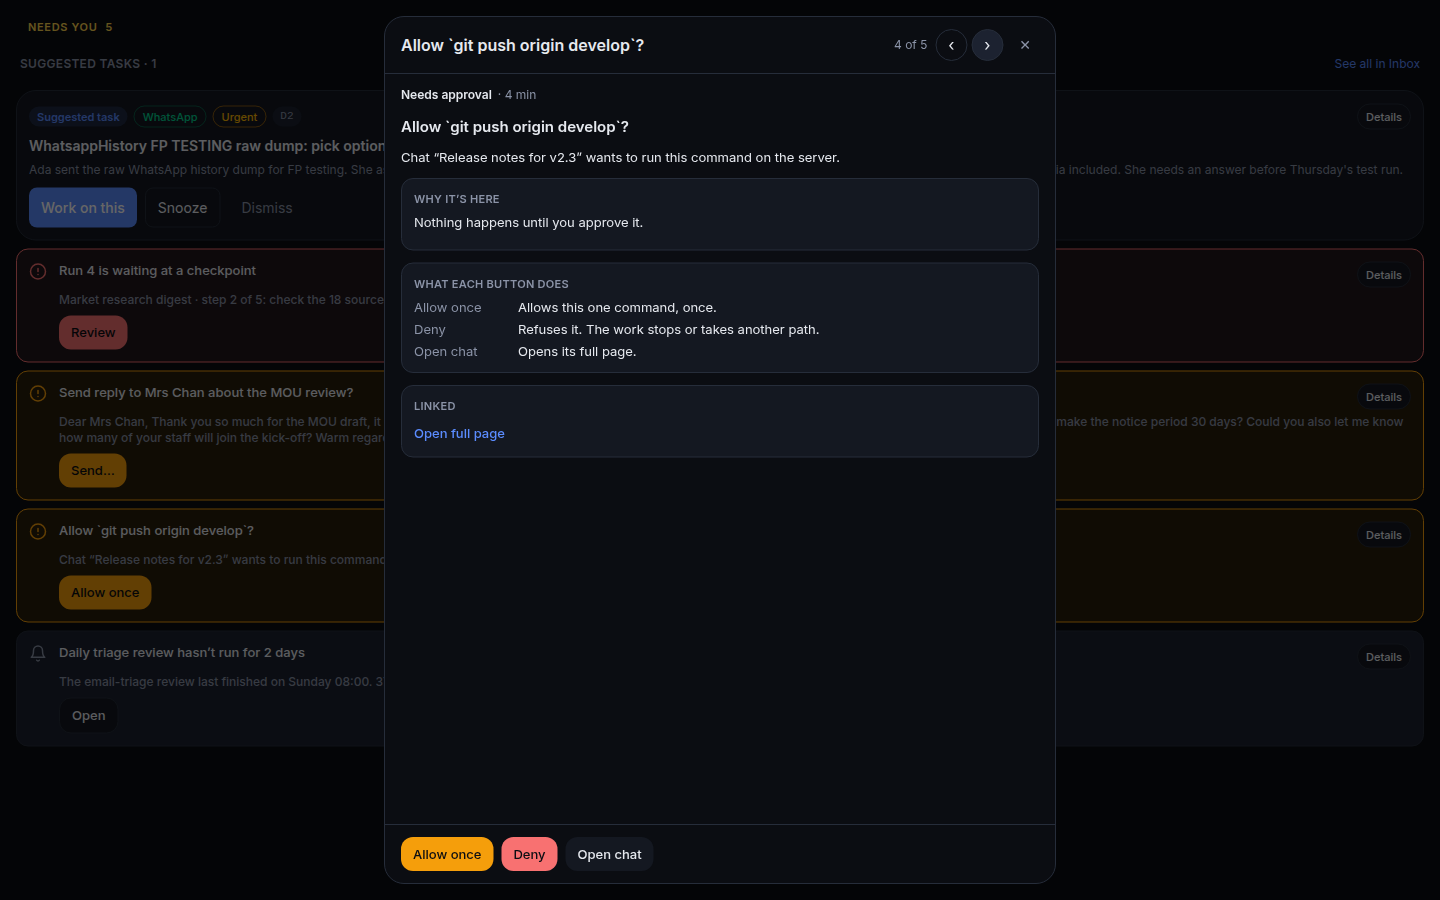 NEEDS YOU 5
SUGGESTED TASKS · 1
See all in Inbox
Suggested task
WhatsApp
Urgent
D2
Details
WhatsappHistory FP TESTING raw dump: pick option
Ada sent the raw WhatsApp history dump for FP testing. She
included. She needs an answer before Thursday's test run.
Work on this
Snooze
Dismiss
Run 4 is waiting at a checkpoint
Details
Market research digest · step 2 of 5: check the 18 source
Review
Send reply to Mrs Chan about the MOU review?
Details
Dear Mrs Chan, Thank you so much for the MOU draft, it
make the notice period 30 days? Could you also let me know
how many of your staff will join the kick-off? Warm
Send...
Allow `git push origin develop`?
Details
Chat “Release notes for v2.3” wants to run this command
Allow once
Daily triage review hasn't run for 2 days
Details
The email-triage review last finished on Sunday 08:00.
Open
Allow `git push origin develop`?
4 of 5
‹
›
✕
Needs approval · 4 min
Allow `git push origin develop`?
Chat “Release notes for v2.3” wants to run this command on the server.
WHY IT'S HERE
Nothing happens until you approve it.
WHAT EACH BUTTON DOES
Allow once Allows this one command, once.
Deny Refuses it. The work stops or takes another path.
Open chat Opens its full page.
LINKED
Open full page
Allow once
Deny
Open chat